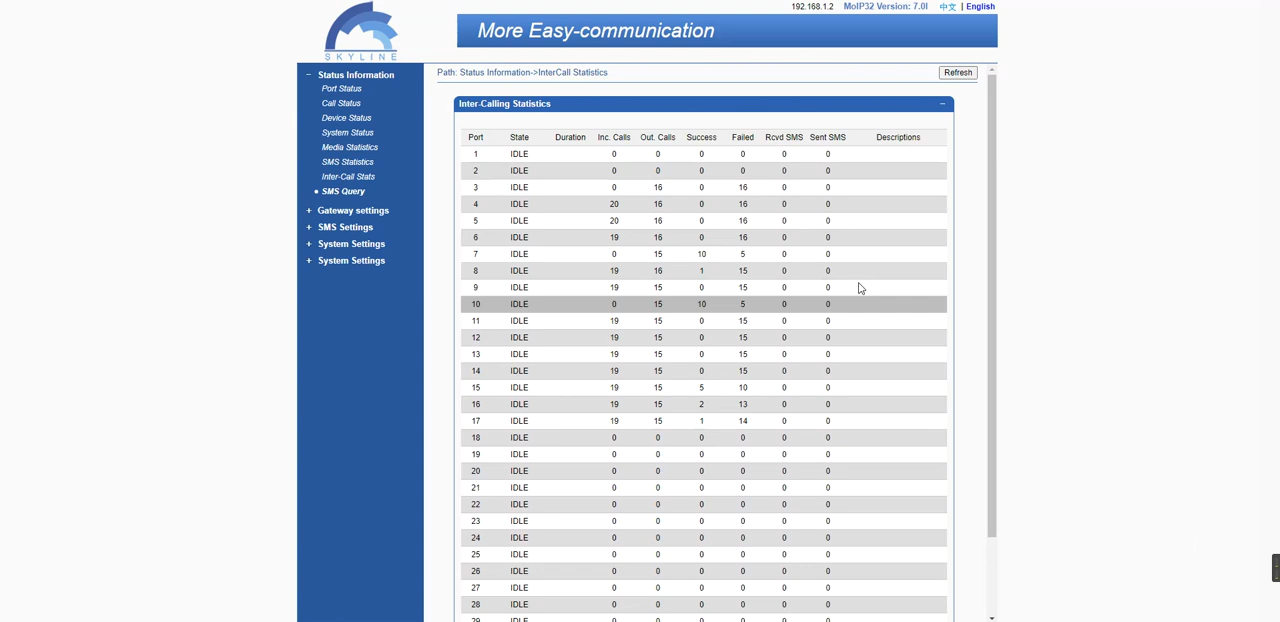 192.168.1.2 MoIP32 Version: 7.0l 中文 | English
SKYLINE
More Easy-communication
Path: Status Information->InterCall Statistics Refresh
− Status Information
Port Status
Call Status
Device Status
System Status
Media Statistics
SMS Statistics
Inter-Call Stats
SMS Query
+ Gateway settings
+ SMS Settings
+ System Settings
+ System Settings
Inter-Calling Statistics −
Port State Duration Inc. Calls Out. Calls Success Failed Rcvd SMS Sent SMS Descriptions
1 IDLE 0 0 0 0 0 0
2 IDLE 0 0 0 0 0 0
3 IDLE 0 16 0 16 0 0
4 IDLE 20 16 0 16 0 0
5 IDLE 20 16 0 16 0 0
6 IDLE 19 16 0 16 0 0
7 IDLE 0 15 10 5 0 0
8 IDLE 19 16 1 15 0 0
9 IDLE 19 15 0 15 0 0
10 IDLE 0 15 10 5 0 0
11 IDLE 19 15 0 15 0 0
12 IDLE 19 15 0 15 0 0
13 IDLE 19 15 0 15 0 0
14 IDLE 19 15 0 15 0 0
15 IDLE 19 15 5 10 0 0
16 IDLE 19 15 2 13 0 0
17 IDLE 19 15 1 14 0 0
18 IDLE 0 0 0 0 0 0
19 IDLE 0 0 0 0 0 0
20 IDLE 0 0 0 0 0 0
21 IDLE 0 0 0 0 0 0
22 IDLE 0 0 0 0 0 0
23 IDLE 0 0 0 0 0 0
24 IDLE 0 0 0 0 0 0
25 IDLE 0 0 0 0 0 0
26 IDLE 0 0 0 0 0 0
27 IDLE 0 0 0 0 0 0
28 IDLE 0 0 0 0 0 0
29 IDLE 0 0 0 0 0 0